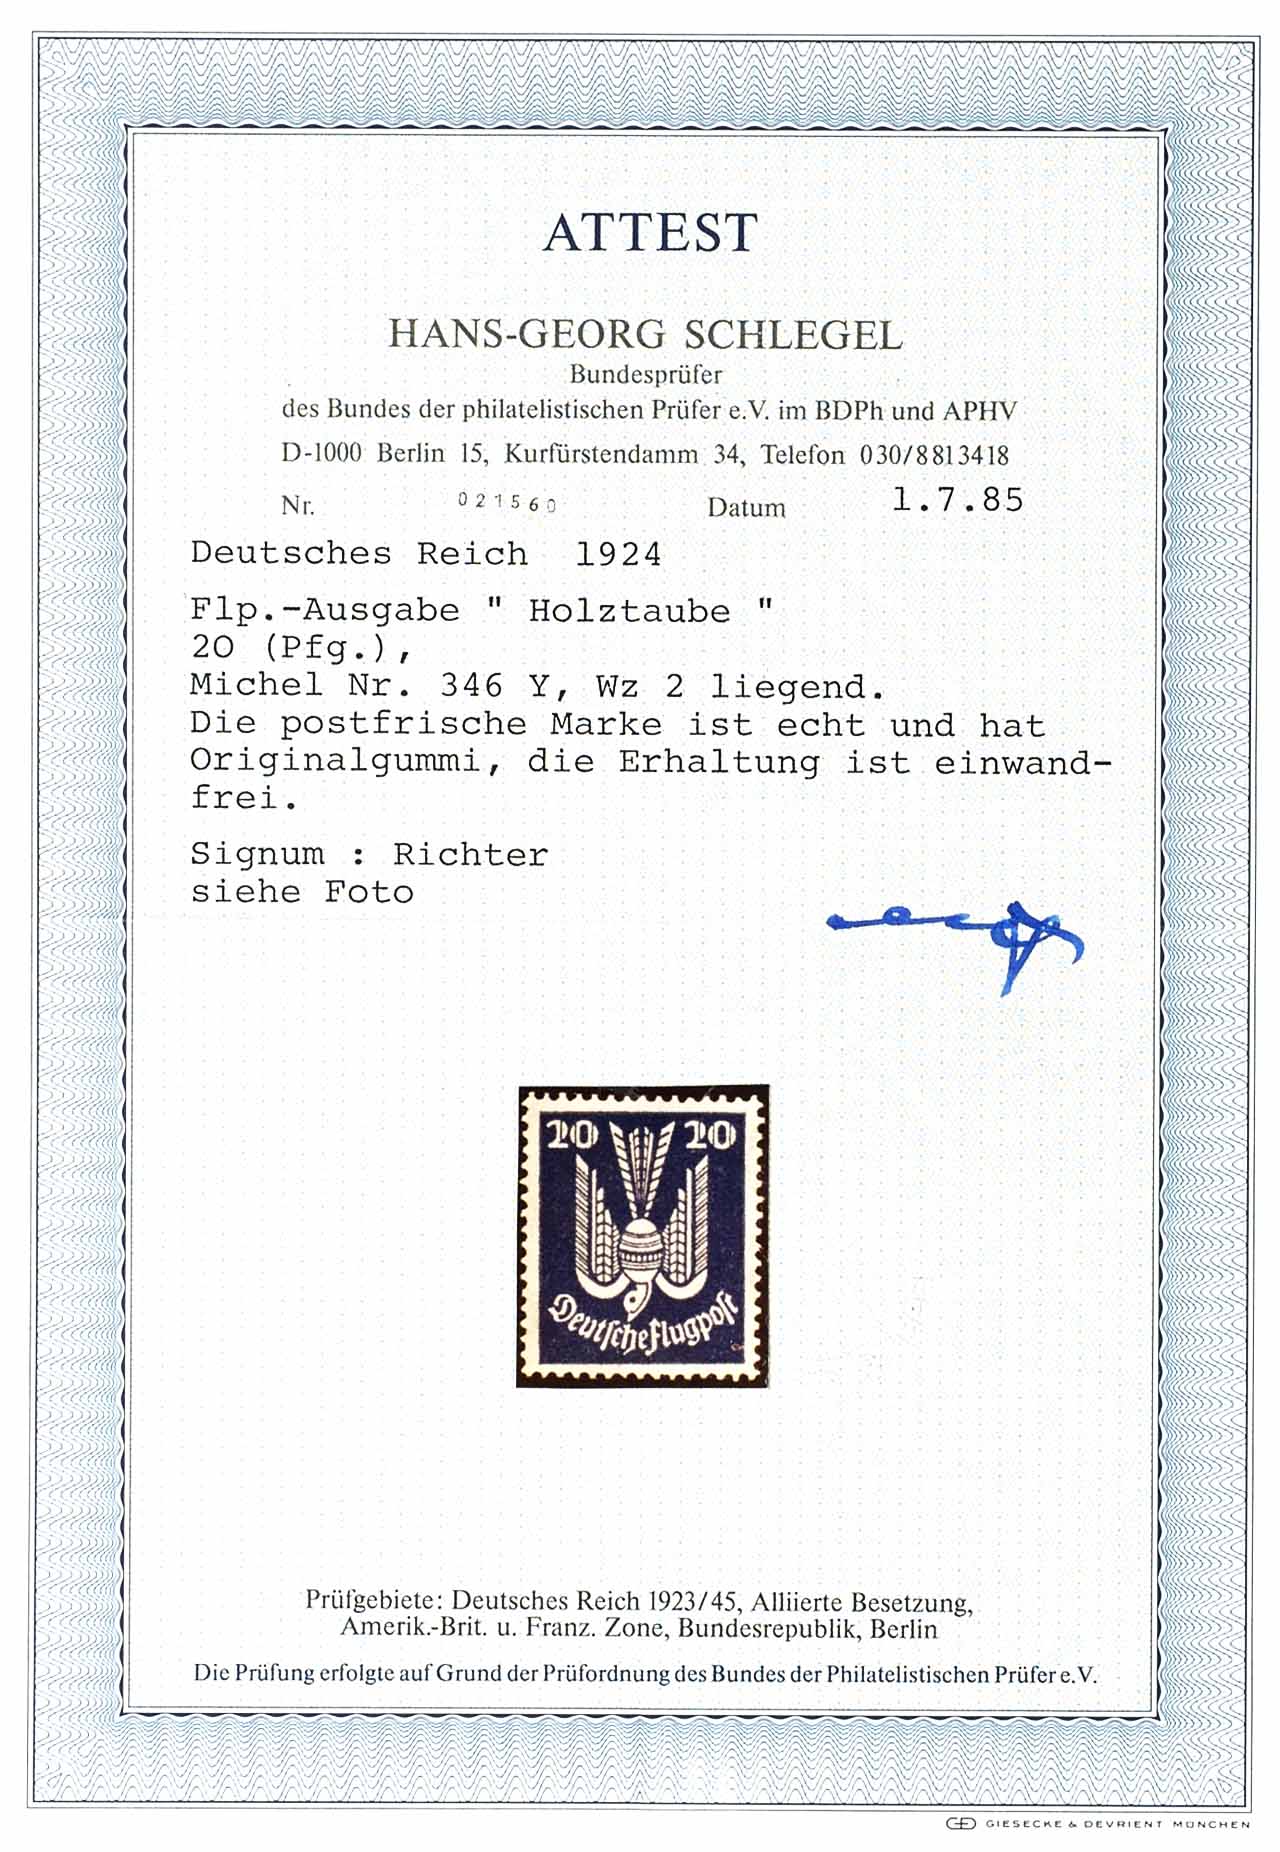 ATTEST
HANS-GEORG SCHLEGEL
Bundesprüfer
des Bundes der philatelistischen Prüfer e.V. im BDPh und APHV
D-1000 Berlin 15, Kurfürstendamm 34, Telefon 030/8813418
Nr. 021560 Datum 1.7.85
Deutsches Reich 1924
Flp.-Ausgabe " Holztaube "
20 (Pfg.),
Michel Nr. 346 Y, Wz 2 liegend.
Die postfrische Marke ist echt und hat
Originalgummi, die Erhaltung ist einwand-
frei.
Signum : Richter
siehe Foto
20 20
Deutsche Flugpost
Prüfgebiete: Deutsches Reich 1923/45, Alliierte Besetzung,
Amerik.-Brit. u. Franz. Zone, Bundesrepublik, Berlin
Die Prüfung erfolgte auf Grund der Prüfordnung des Bundes der Philatelistischen Prüfer e.V.
GIESECKE & DEVRIENT MÜNCHEN